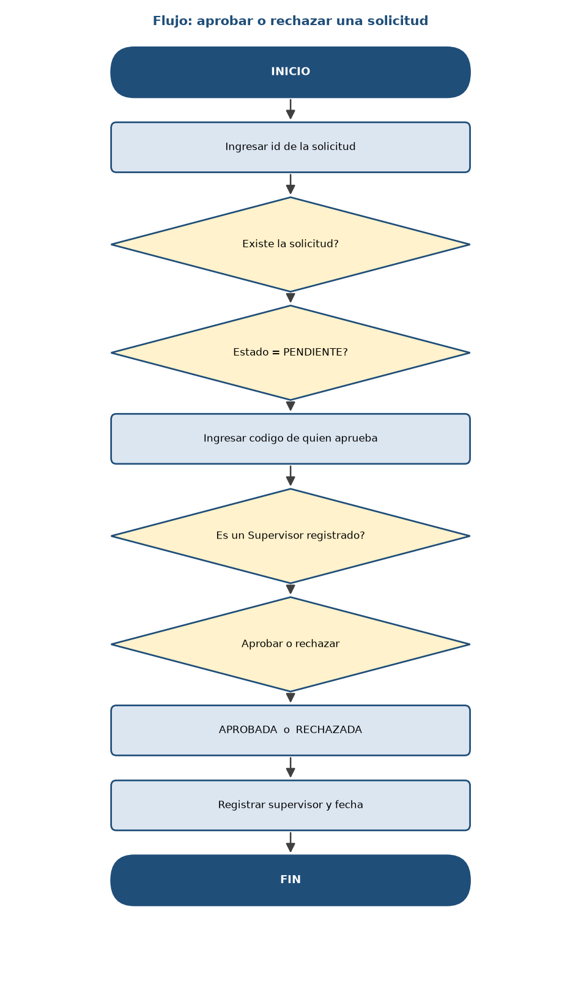 Flujo: aprobar o rechazar una solicitud
INICIO
Ingresar id de la solicitud
Existe la solicitud?
Estado = PENDIENTE?
Ingresar codigo de quien aprueba
Es un Supervisor registrado?
Aprobar o rechazar
APROBADA o RECHAZADA
Registrar supervisor y fecha
FIN